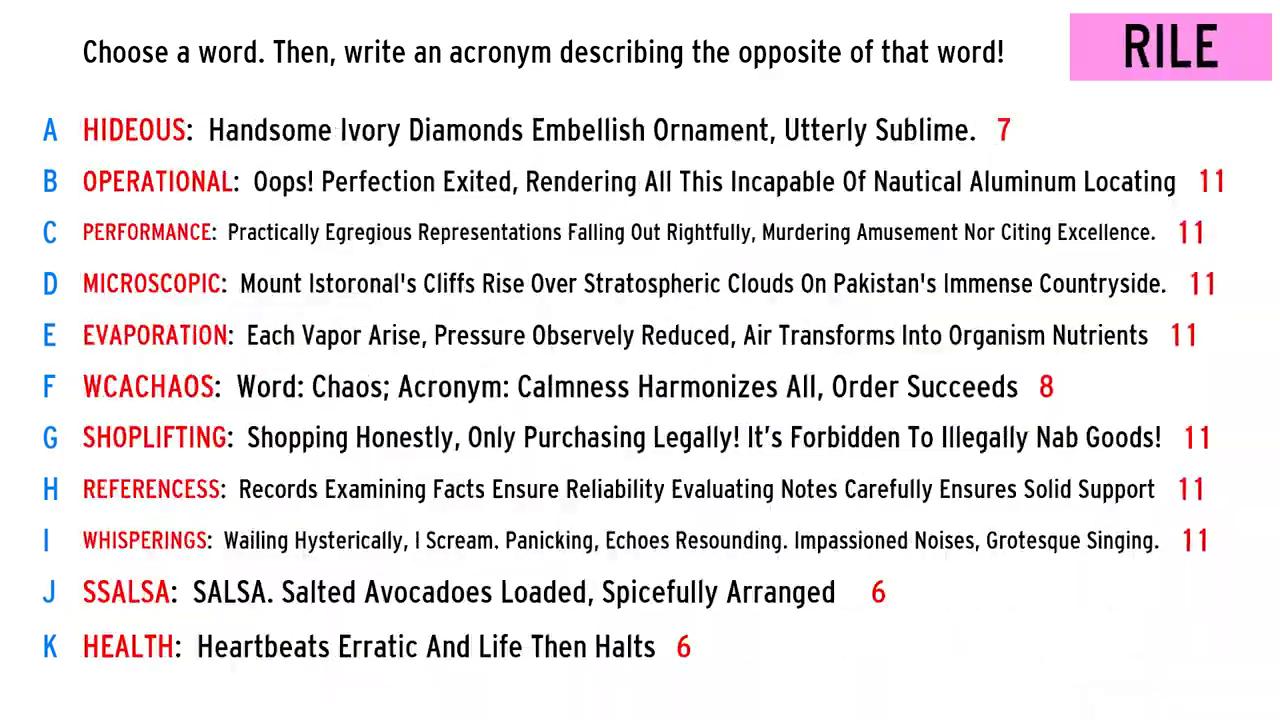 Choose a word. Then, write an acronym describing the opposite of that word!
RILE
A HIDEOUS: Handsome Ivory Diamonds Embellish Ornament, Utterly Sublime. 7
B OPERATIONAL: Oops! Perfection Exited, Rendering All This Incapable Of Nautical Aluminum Locating 11
C PERFORMANCE: Practically Egregious Representations Falling Out Rightfully, Murdering Amusement Nor Citing Excellence. 11
D MICROSCOPIC: Mount Istoronal's Cliffs Rise Over Stratospheric Clouds On Pakistan's Immense Countryside. 11
E EVAPORATION: Each Vapor Arise, Pressure Observely Reduced, Air Transforms Into Organism Nutrients 11
F WCACHAOS: Word: Chaos; Acronym: Calmness Harmonizes All, Order Succeeds 8
G SHOPLIFTING: Shopping Honestly, Only Purchasing Legally! It’s Forbidden To Illegally Nab Goods! 11
H REFERENCESS: Records Examining Facts Ensure Reliability Evaluating Notes Carefully Ensures Solid Support 11
I WHISPERINGS: Wailing Hysterically, I Scream. Panicking, Echoes Resounding. Impassioned Noises, Grotesque Singing. 11
J SSALSA: SALSA. Salted Avocadoes Loaded, Spicefully Arranged 6
K HEALTH: Heartbeats Erratic And Life Then Halts 6